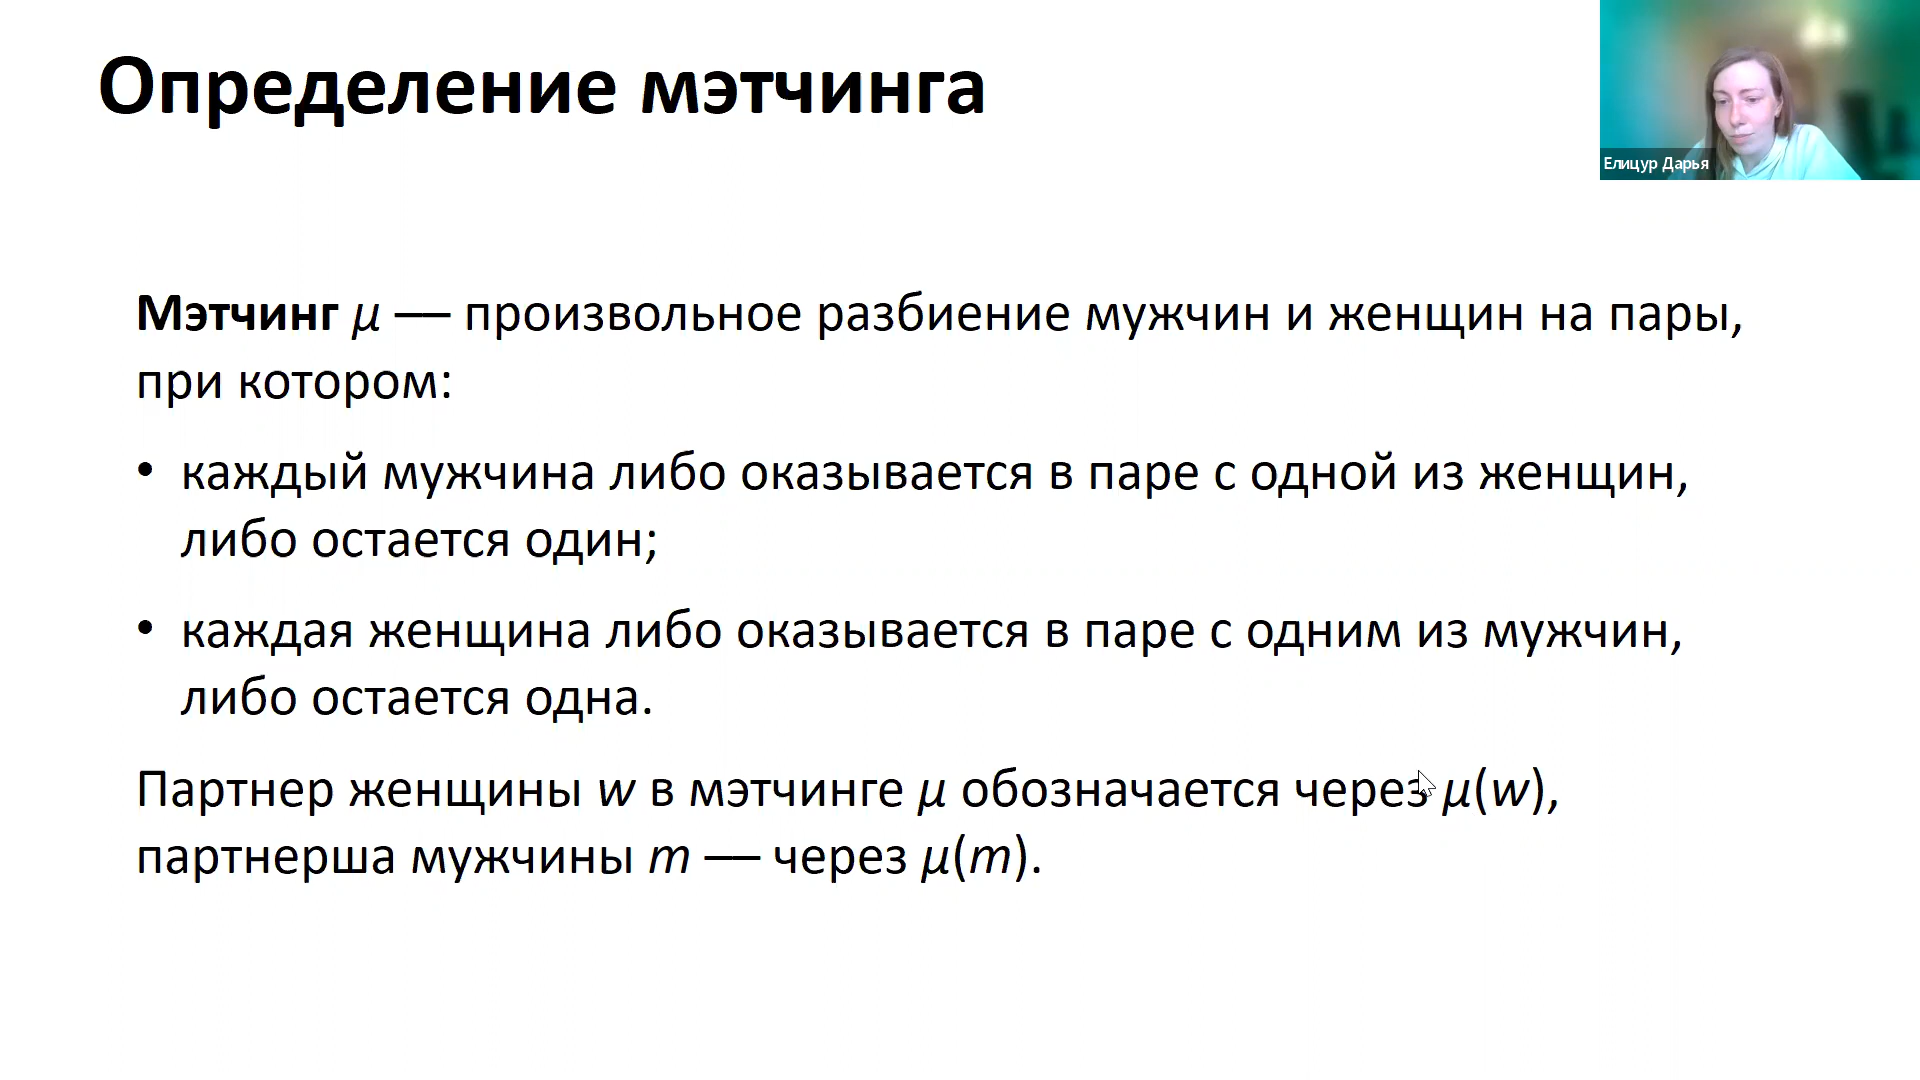 Определение мэтчинга
Елицур Дарья
Мэтчинг μ — произвольное разбиение мужчин и женщин на пары,
при котором:
• каждый мужчина либо оказывается в паре с одной из женщин,
либо остается один;
• каждая женщина либо оказывается в паре с одним из мужчин,
либо остается одна.
Партнер женщины w в мэтчинге μ обозначается через μ(w),
партнерша мужчины m — через μ(m).